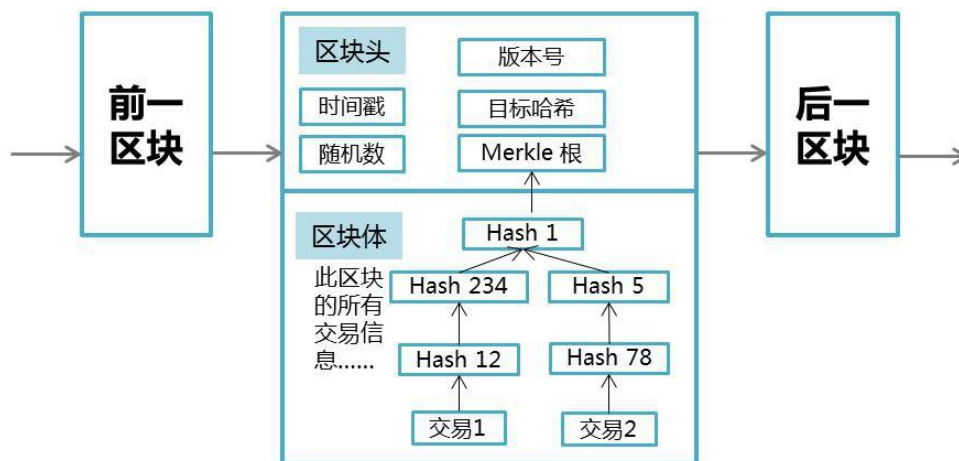 前一
区块
区块头
版本号
时间戳
目标哈希
随机数
Merkle 根
后一
区块
区块体
此区块
的所有
交易信
息......
Hash 1
Hash 234
Hash 5
Hash 12
Hash 78
交易1
交易2